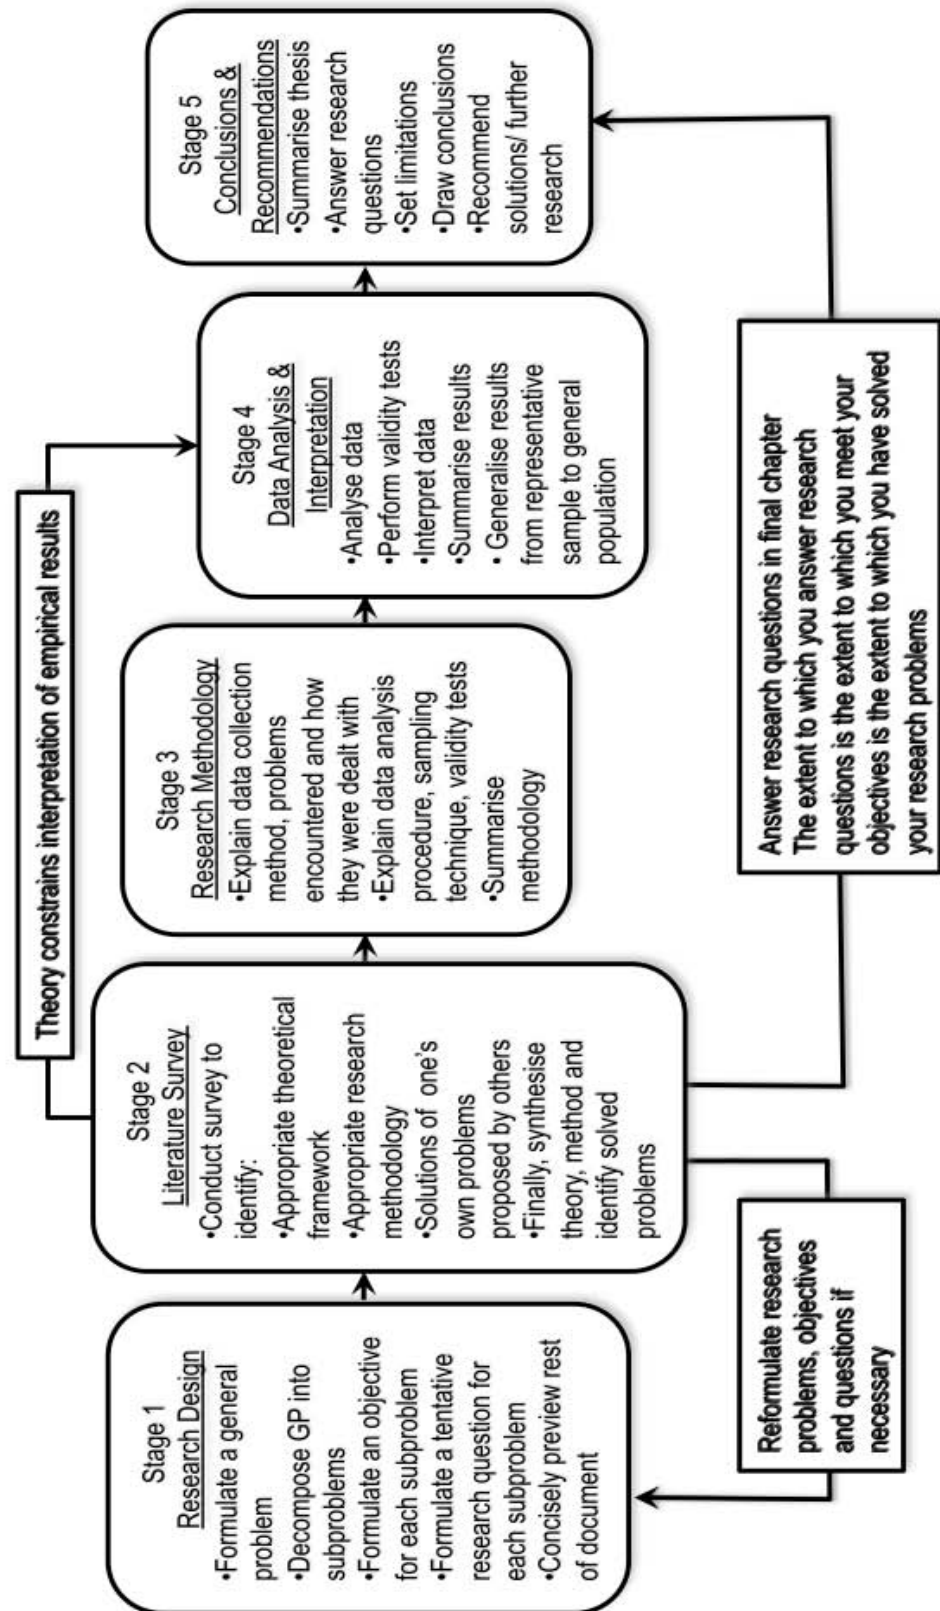 Theory constrains interpretation of empirical results
Stage 1
Research Design
•Formulate a general
problem
•Decompose GP into
subproblems
•Formulate an objective
for each subproblem
•Formulate a tentative
research question for
each subproblem
•Concisely preview rest
of document
Stage 2
Literature Survey
•Conduct survey to
identify:
•Appropriate theoretical
framework
•Appropriate research
methodology
•Solutions of one's
own problems
proposed by others
•Finally, synthesise
theory, method and
identify solved
problems
Stage 3
Research Methodology
•Explain data collection
method, problems
encountered and how
they were dealt with
•Explain data analysis
procedure, sampling
technique, validity tests
•Summarise
methodology
Stage 4
Data Analysis &
Interpretation
•Analyse data
•Perform validity tests
•Interpret data
•Summarise results
• Generalise results
from representative
sample to general
population
Stage 5
Conclusions &
Recommendations
•Summarise thesis
•Answer research
questions
•Set limitations
•Draw conclusions
•Recommend
solutions/ further
research
Reformulate research
problems, objectives
and questions if
necessary
Answer research questions in final chapter
The extent to which you answer research
questions is the extent to which you meet your
objectives is the extent to which you have solved
your research problems